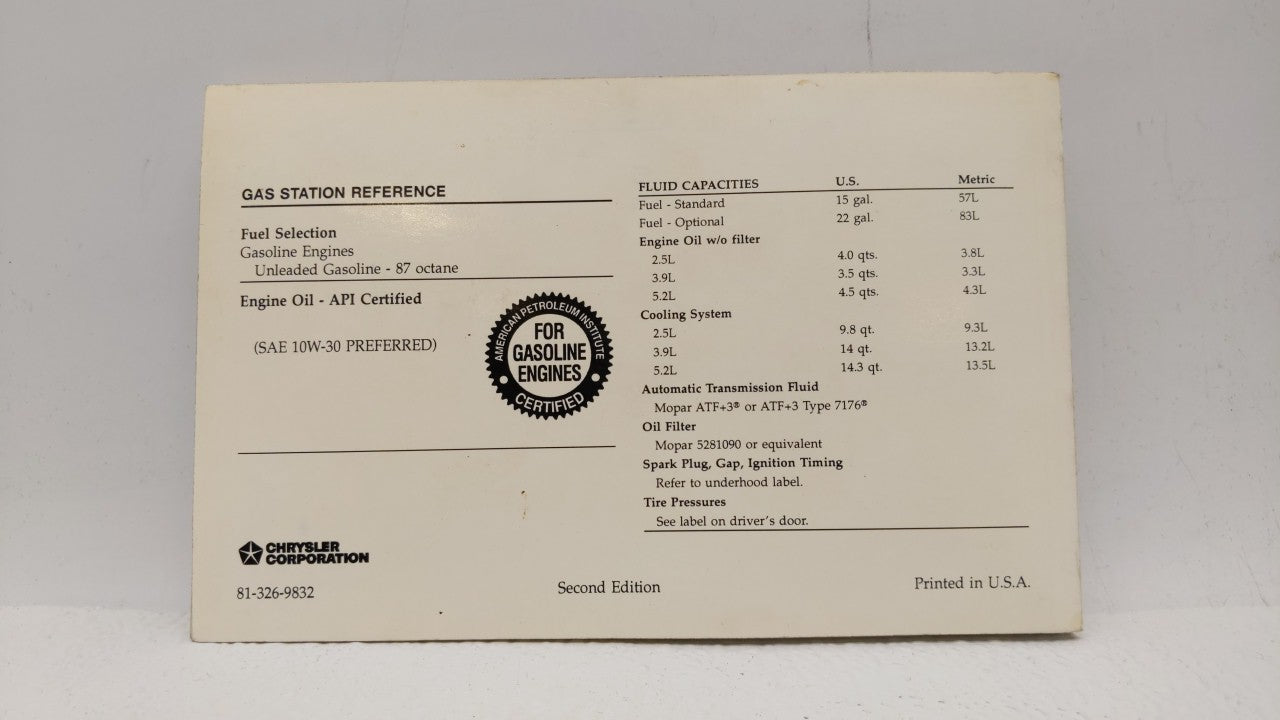 GAS STATION REFERENCE
Fuel Selection
Gasoline Engines
Unleaded Gasoline - 87 octane
Engine Oil - API Certified
(SAE 10W-30 PREFERRED)
AMERICAN PETROLEUM INSTITUTE
FOR
GASOLINE
ENGINES
CERTIFIED
FLUID CAPACITIES U.S. Metric
Fuel - Standard 15 gal. 57L
Fuel - Optional 22 gal. 83L
Engine Oil w/o filter
2.5L 4.0 qts. 3.8L
3.9L 3.5 qts. 3.3L
5.2L 4.5 qts. 4.3L
Cooling System
2.5L 9.8 qt. 9.3L
3.9L 14 qt. 13.2L
5.2L 14.3 qt. 13.5L
Automatic Transmission Fluid
Mopar ATF+3® or ATF+3 Type 7176®
Oil Filter
Mopar 5281090 or equivalent
Spark Plug, Gap, Ignition Timing
Refer to underhood label.
Tire Pressures
See label on driver's door.
CHRYSLER
CORPORATION
81-326-9832 Second Edition Printed in U.S.A.